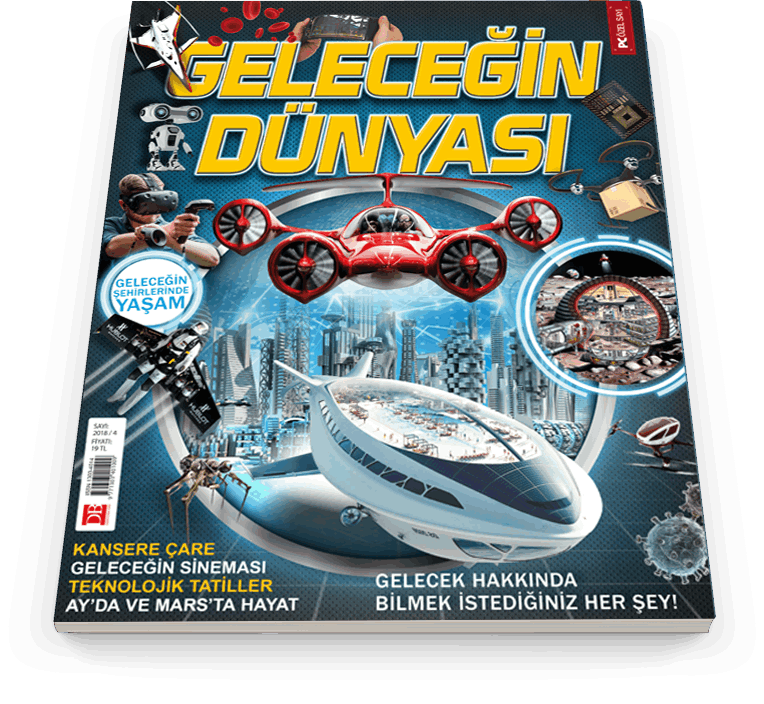 PC ÖZEL SAYI
GELECEĞİN
DÜNYASI
GELECEĞİN
ŞEHİRLERİNDE
YAŞAM
HUBLOT
SAYI:
2018 / 4
FİYATI:
19 TL
DB
KANSERE ÇARE
GELECEĞİN SİNEMASI
TEKNOLOJİK TATİLLER
AY'DA VE MARS'TA HAYAT
GELECEK HAKKINDA
BİLMEK İSTEDİĞİNİZ HER ŞEY!